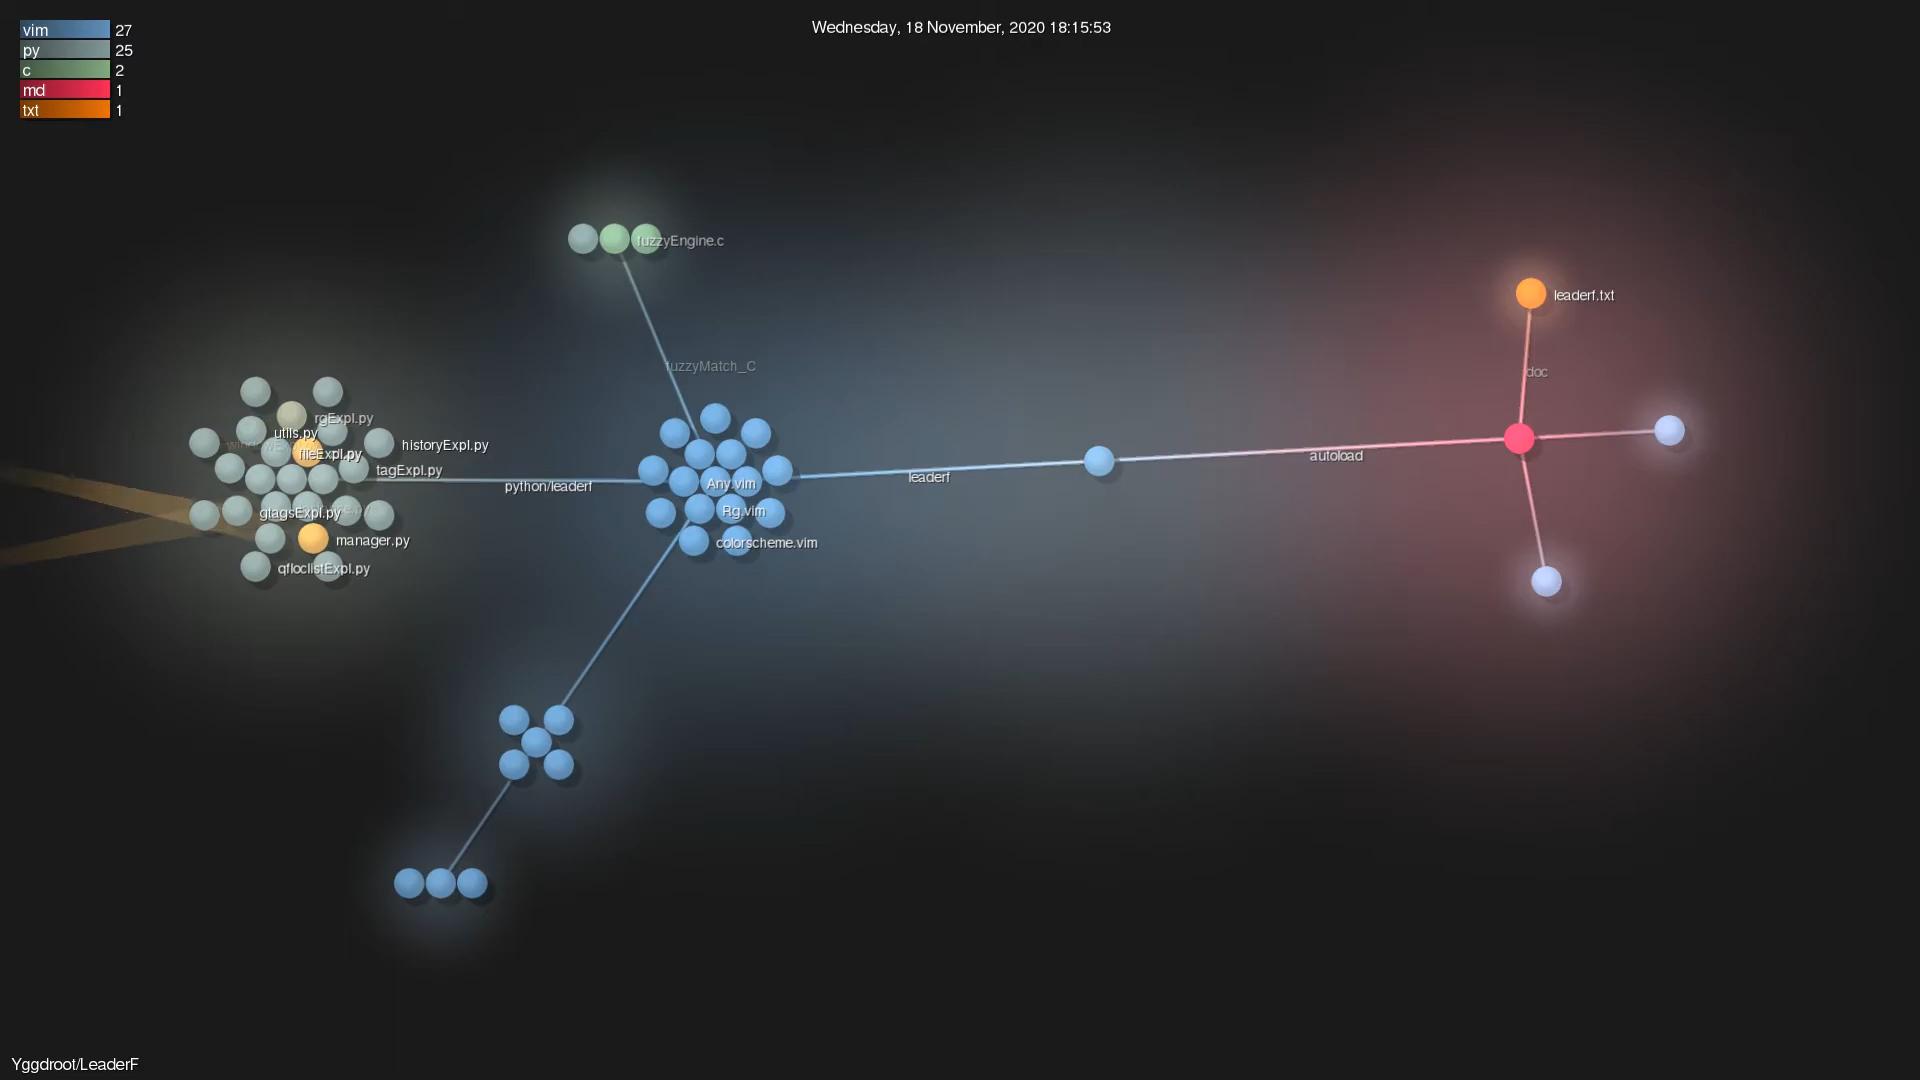 Wednesday, 18 November, 2020 18:15:53
vim 27
py 25
c 2
md 1
txt 1
fuzzyEngine.c
leaderf.txt
fuzzyMatch_C
doc
rgExpl.py
utils.py
historyExpl.py
fileExpl.py
autoload
tagExpl.py
leaderf
python/leaderf
Any.vim
gtagsExpl.py
Rg.vim
manager.py
colorscheme.vim
qfloclistExpl.py
Yggdroot/LeaderF